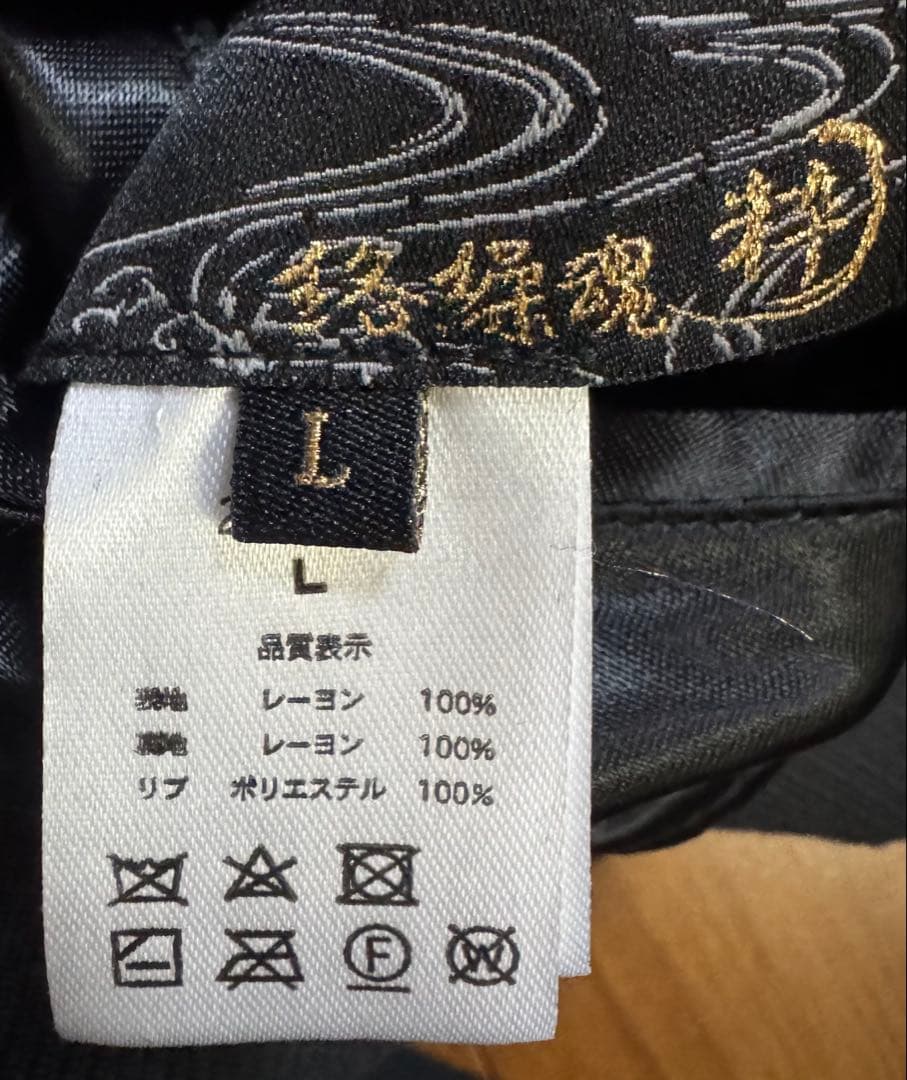 絡繰魂 粋
L
L
品質表示
表地 レーヨン 100%
裏地 レーヨン 100%
リブ ポリエステル 100%
F W